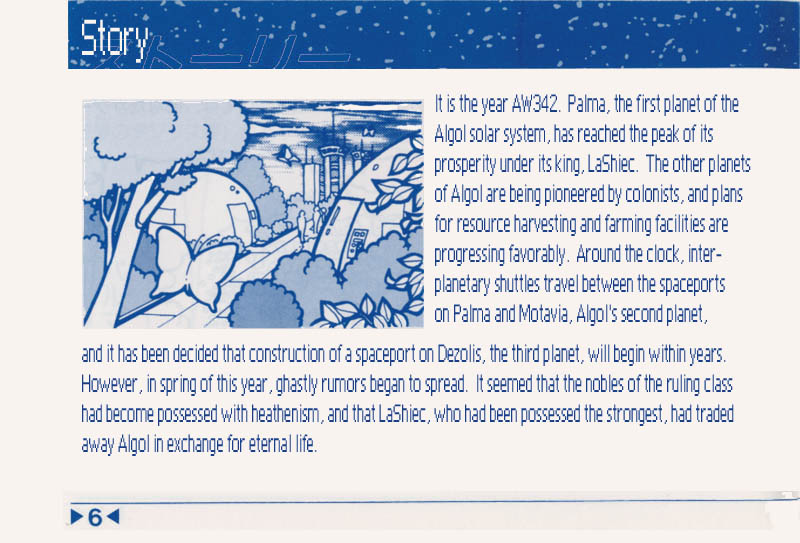 Story
ストーリー
It is the year AW342. Palma, the first planet of the
Algol solar system, has reached the peak of its
prosperity under its king, LaShiec. The other planets
of Algol are being pioneered by colonists, and plans
for resource harvesting and farming facilities are
progressing favorably. Around the clock, inter-
planetary shuttles travel between the spaceports
on Palma and Motavia, Algol's second planet,
and it has been decided that construction of a spaceport on Dezolis, the third planet, will begin within years.
However, in spring of this year, ghastly rumors began to spread. It seemed that the nobles of the ruling class
had become possessed with heathenism, and that LaShiec, who had been possessed the strongest, had traded
away Algol in exchange for eternal life.
▶6◀